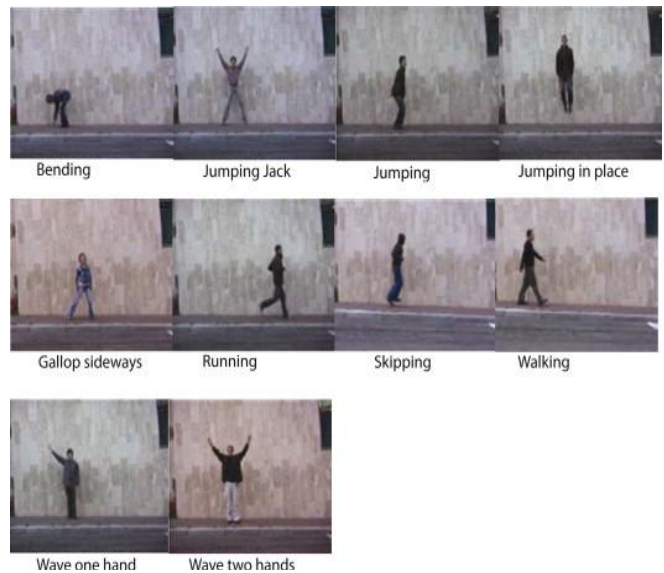 Bending
Jumping Jack
Jumping
Jumping in place
Gallop sideways
Running
Skipping
Walking
Wave one hand
Wave two hands